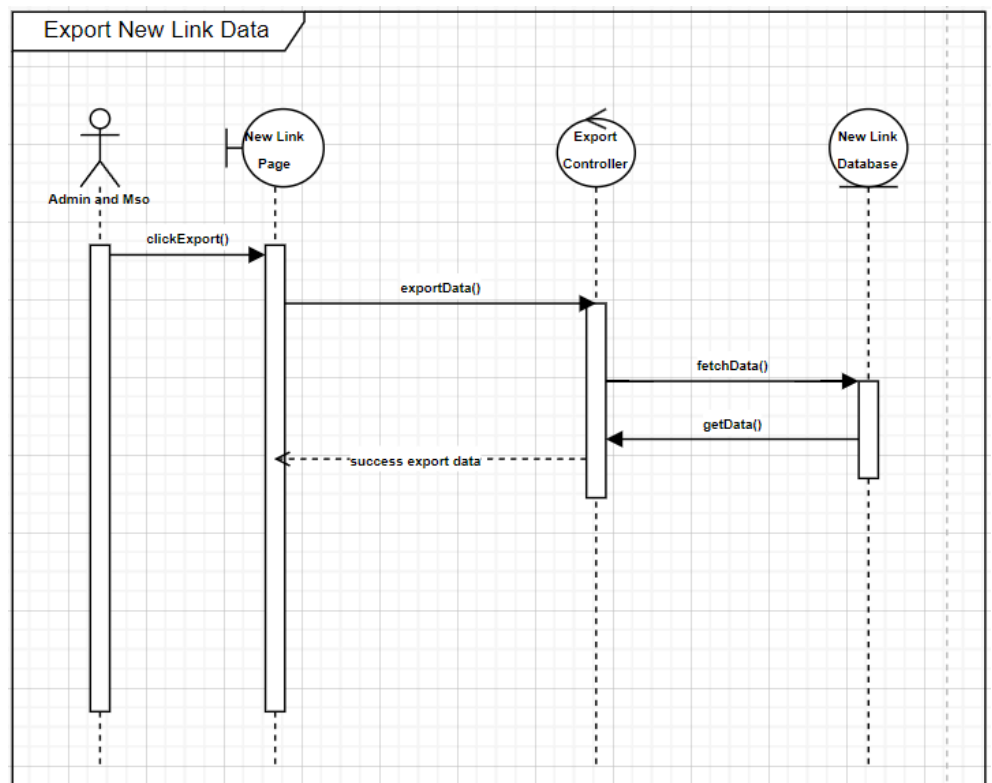 Export New Link Data
New Link
Page
Export
Controller
New Link
Database
Admin and Mso
clickExport()
exportData()
fetchData()
getData()
success export data